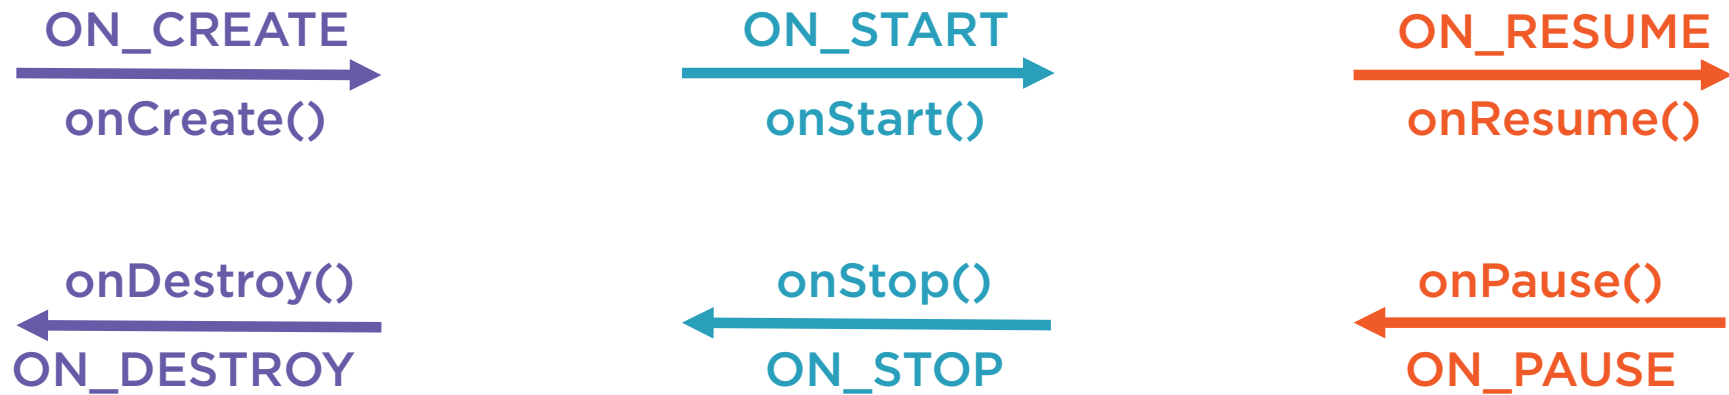 ON_CREATE
onCreate()
ON_START
onStart()
ON_RESUME
onResume()
onDestroy()
ON_DESTROY
onStop()
ON_STOP
onPause()
ON_PAUSE